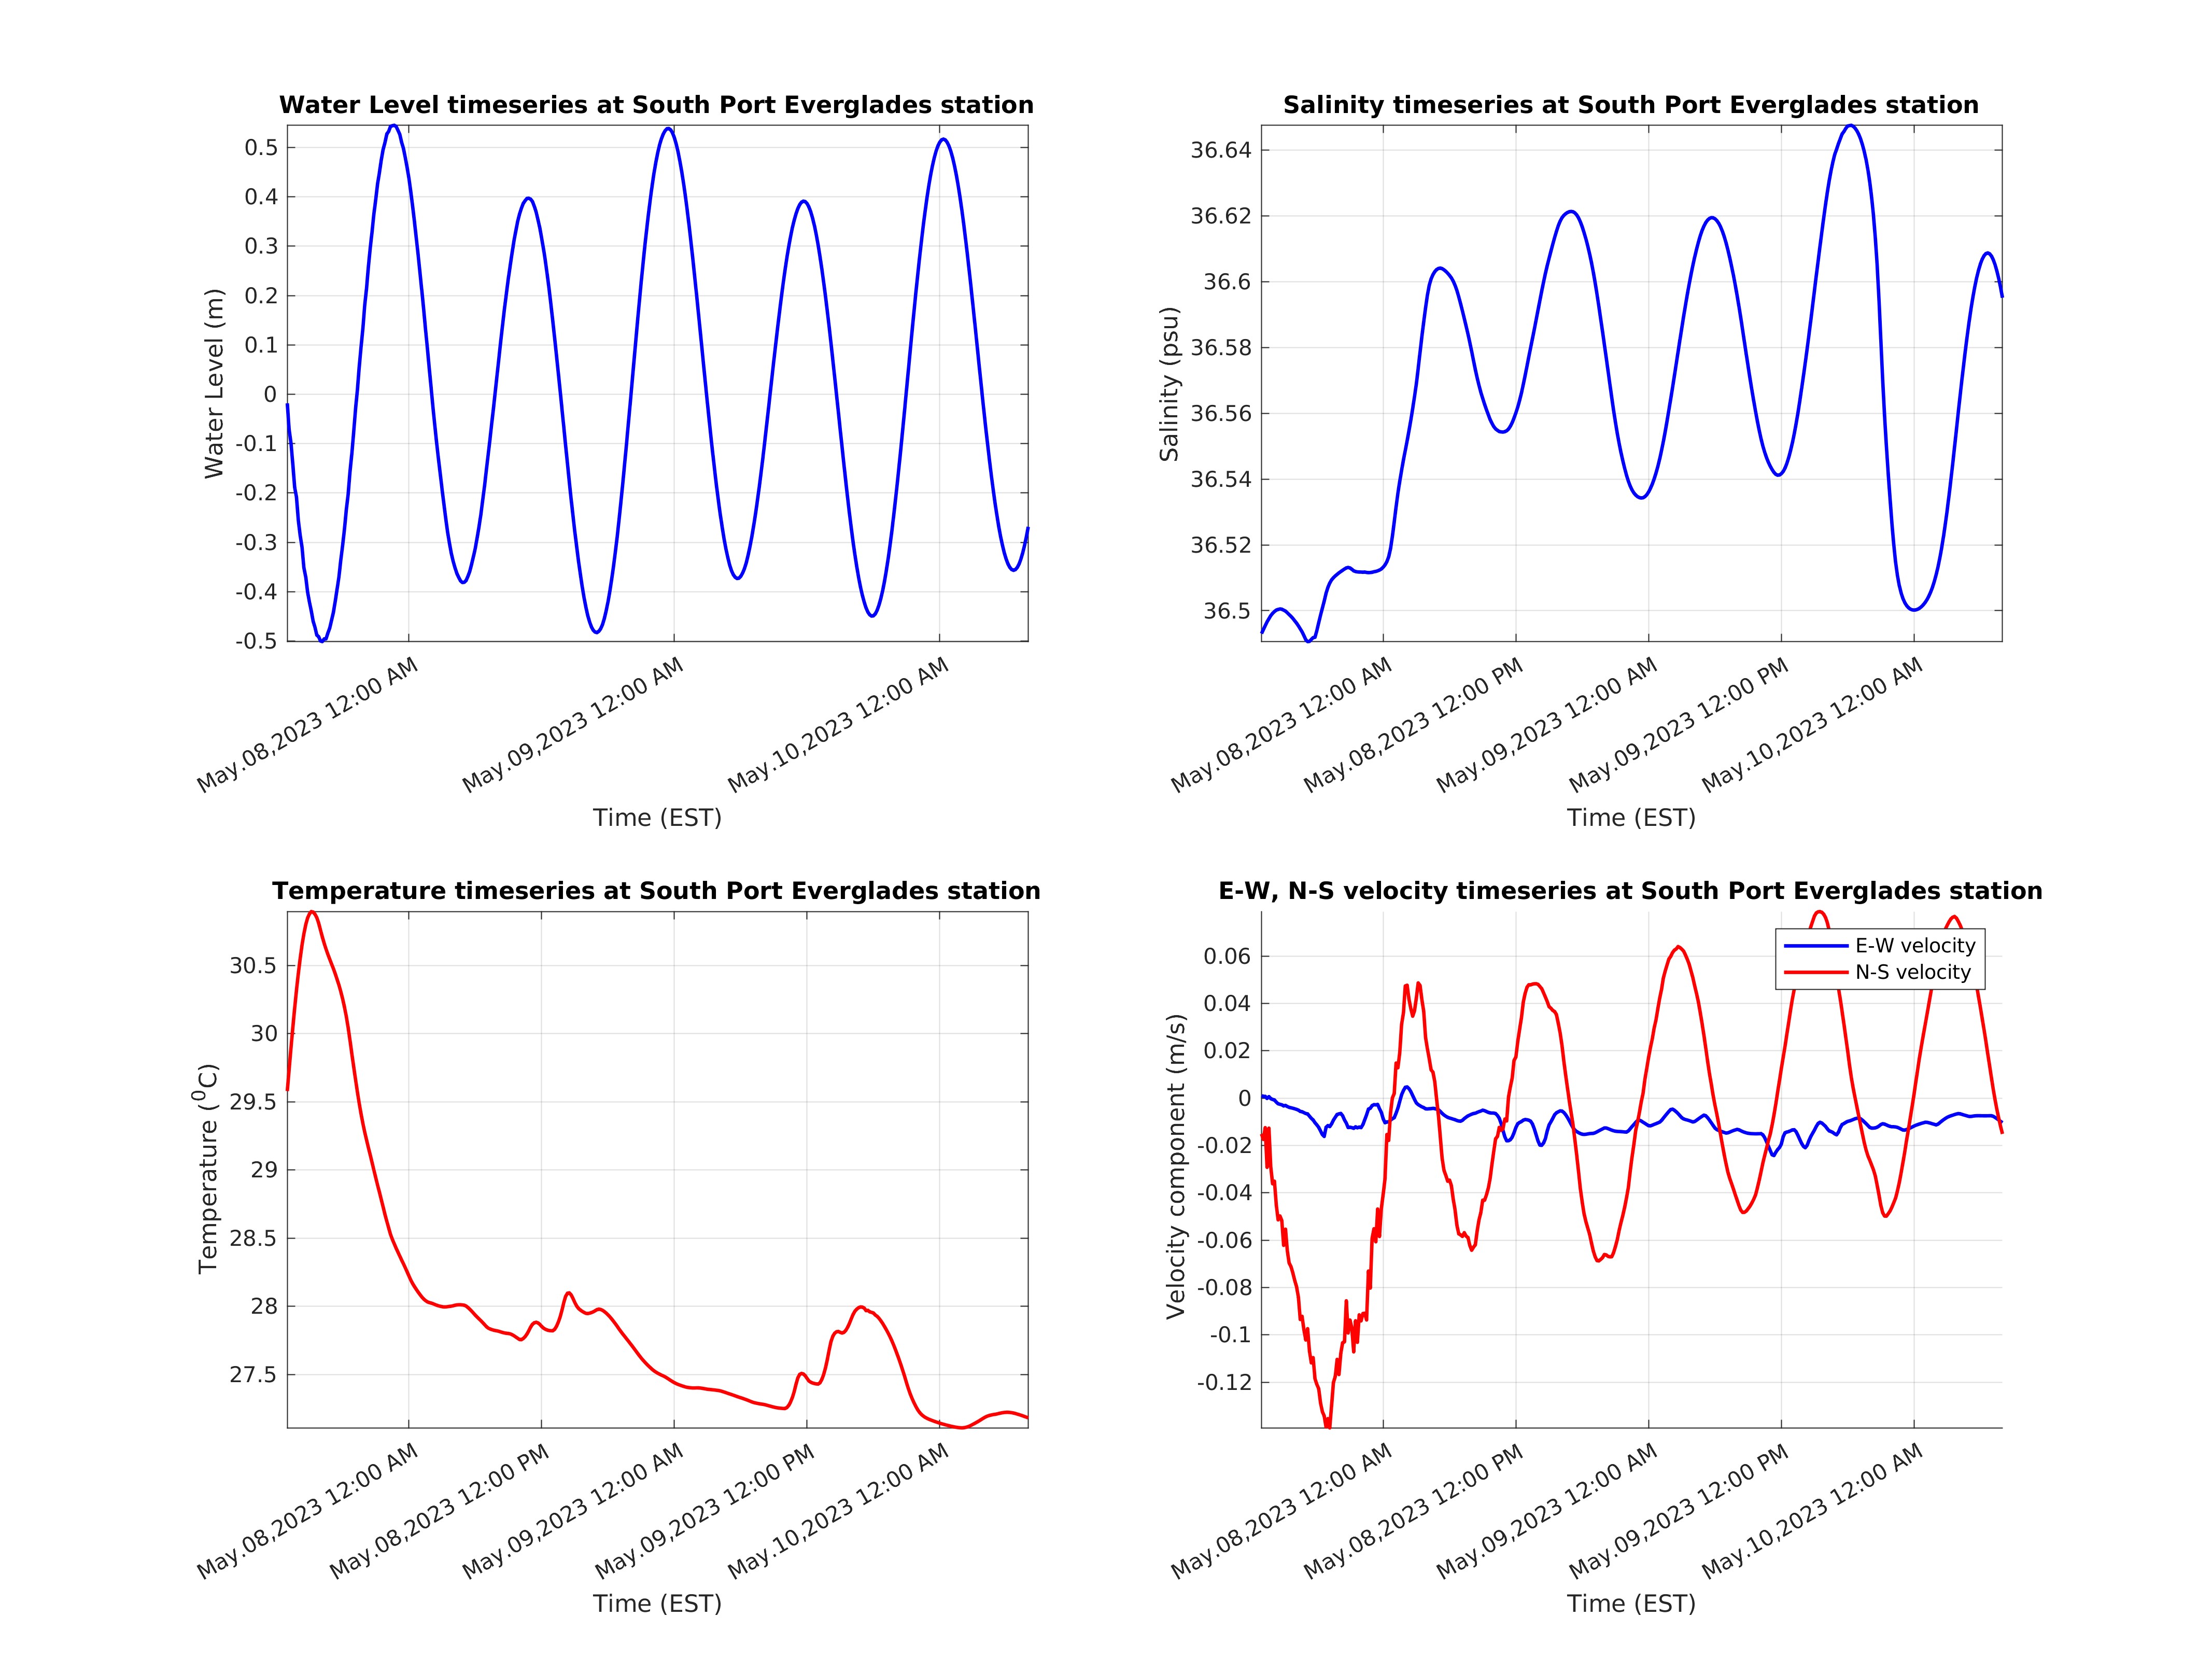 Water Level timeseries at South Port Everglades station
0.5
0.4
0.3
0.2
0.1
0
-0.1
-0.2
-0.3
-0.4
-0.5
Water Level (m)
May.08,2023 12:00 AM
May.09,2023 12:00 AM
May.10,2023 12:00 AM
Time (EST)
Salinity timeseries at South Port Everglades station
36.64
36.62
36.6
36.58
36.56
36.54
36.52
36.5
Salinity (psu)
May.08,2023 12:00 AM
May.08,2023 12:00 PM
May.09,2023 12:00 AM
May.09,2023 12:00 PM
May.10,2023 12:00 AM
Time (EST)
Temperature timeseries at South Port Everglades station
30.5
30
29.5
29
28.5
28
27.5
Temperature (⁰C)
May.08,2023 12:00 AM
May.08,2023 12:00 PM
May.09,2023 12:00 AM
May.09,2023 12:00 PM
May.10,2023 12:00 AM
Time (EST)
E-W, N-S velocity timeseries at South Port Everglades station
E-W velocity
N-S velocity
0.06
0.04
0.02
0
-0.02
-0.04
-0.06
-0.08
-0.1
-0.12
Velocity component (m/s)
May.08,2023 12:00 AM
May.08,2023 12:00 PM
May.09,2023 12:00 AM
May.09,2023 12:00 PM
May.10,2023 12:00 AM
Time (EST)